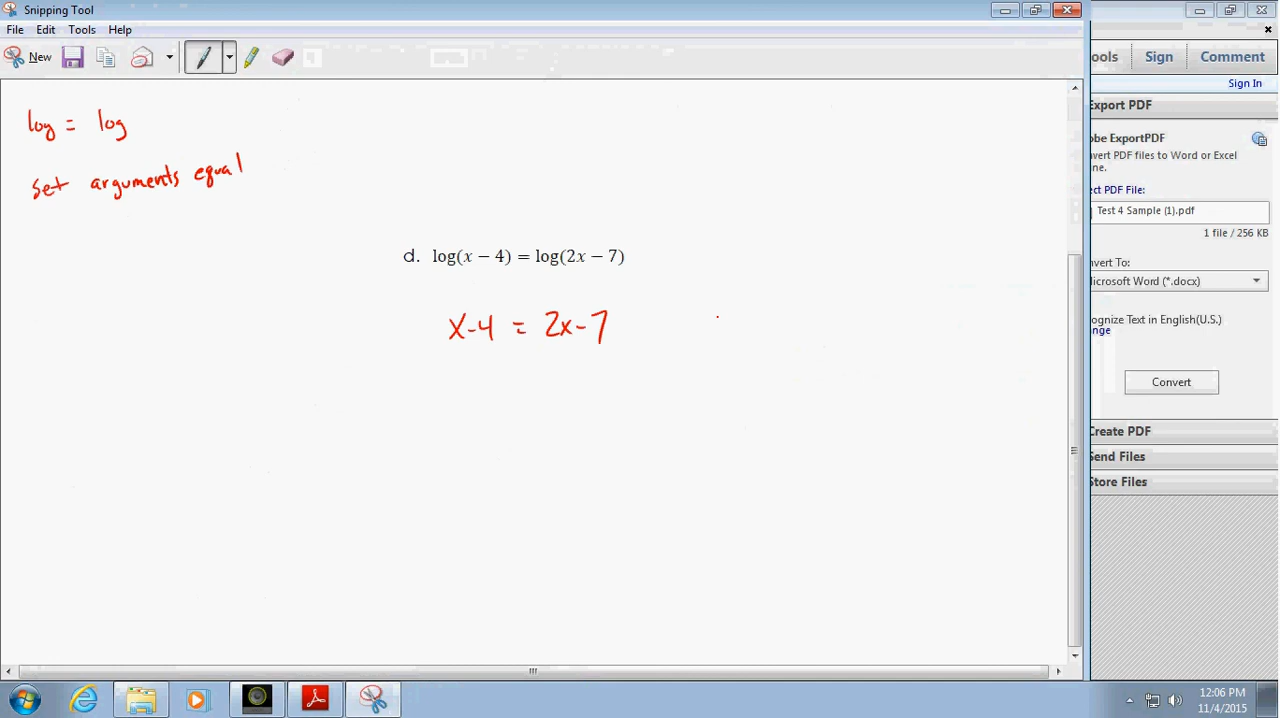 Snipping Tool
File Edit Tools Help
New
log = log
set arguments equal
d. log(x − 4) = log(2x − 7)
x-4 = 2x-7
ools Sign Comment
Sign In
Export PDF
obe ExportPDF
nvert PDF files to Word or Excel
ine.
ect PDF File:
Test 4 Sample (1).pdf
1 file / 256 KB
nvert To:
icrosoft Word (*.docx)
ognize Text in English(U.S.)
nge
Convert
Create PDF
Send Files
Store Files
12:06 PM
11/4/2015